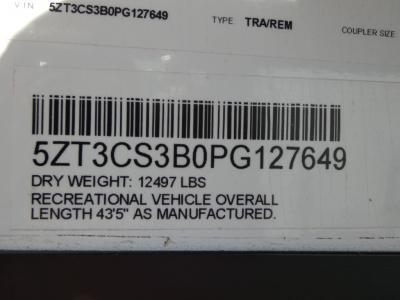 VIN 5ZT3CS3B0PG127649 TYPE: TRA/REM COUPLER SIZE
5ZT3CS3B0PG127649
DRY WEIGHT: 12497 LBS
RECREATIONAL VEHICLE OVERALL
LENGTH 43'5" AS MANUFACTURED.